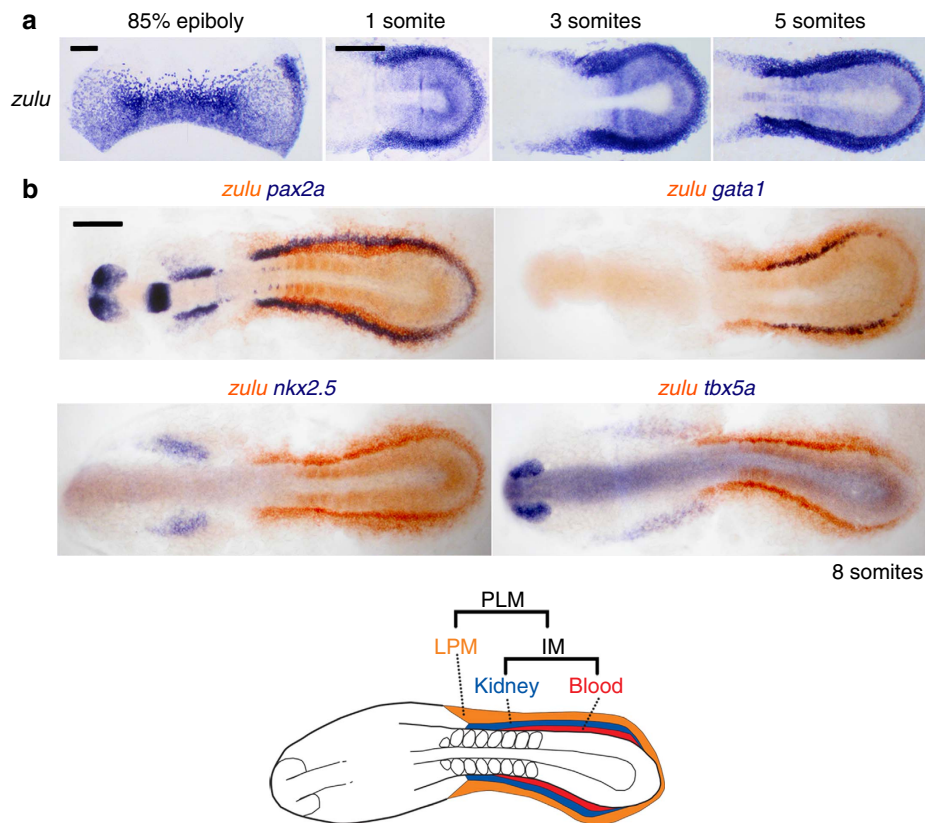 a
85% epiboly 1 somite 3 somites 5 somites
zulu
b
zulu pax2a zulu gata1
zulu nkx2.5 zulu tbx5a
8 somites
PLM
LPM IM
Kidney Blood